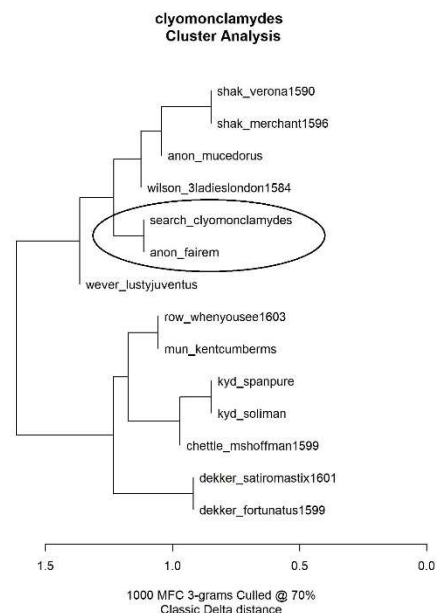 clyomonclamydes
Cluster Analysis
shak_verona1590
shak_merchant1596
anon_mucedorus
wilson_3ladieslondon1584
search_clyomonclamydes
anon_fairem
wever_lustyjuventus
row_whenyousee1603
mun_kentcumberms
kyd_spanpure
kyd_soliman
chettle_mshoffman1599
dekker_satiromastix1601
dekker_fortunatus1599
1.5 1.0 0.5 0.0
1000 MFC 3-grams Culled @ 70%
Classic Delta distance